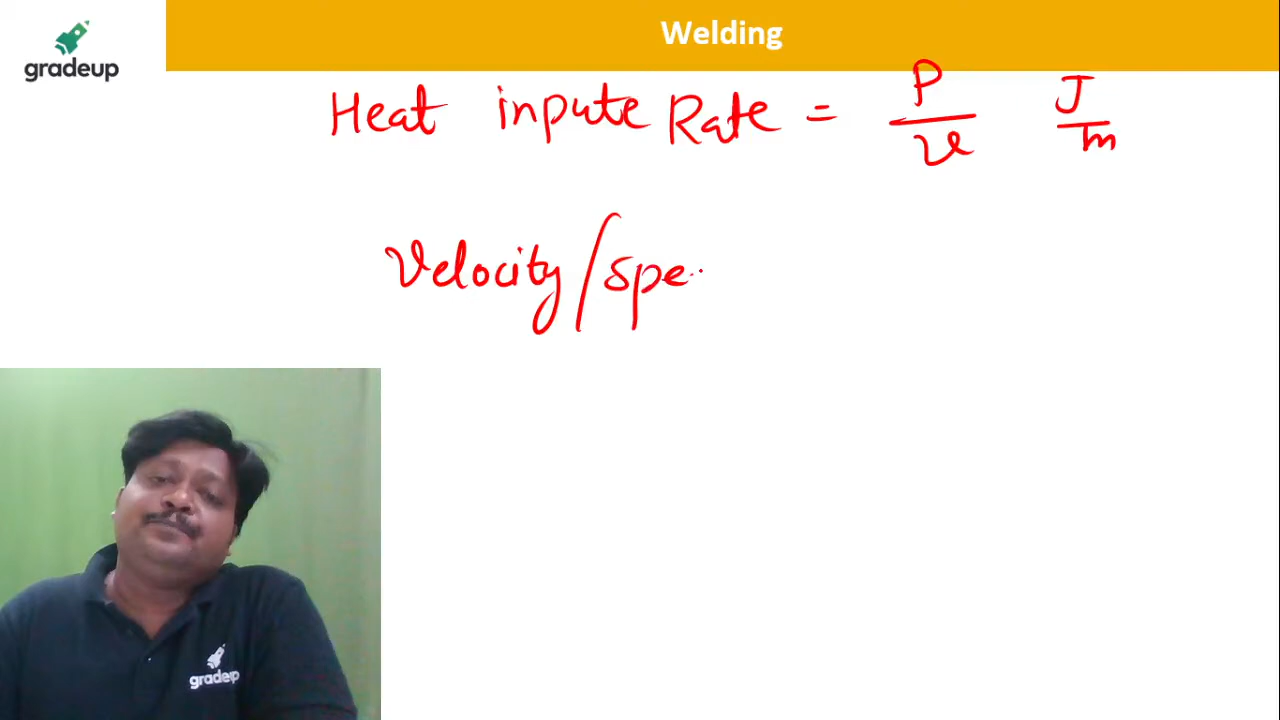 Welding
gradeup
Heat inpute Rate = P/v J/m
Velocity/spe
gradeup